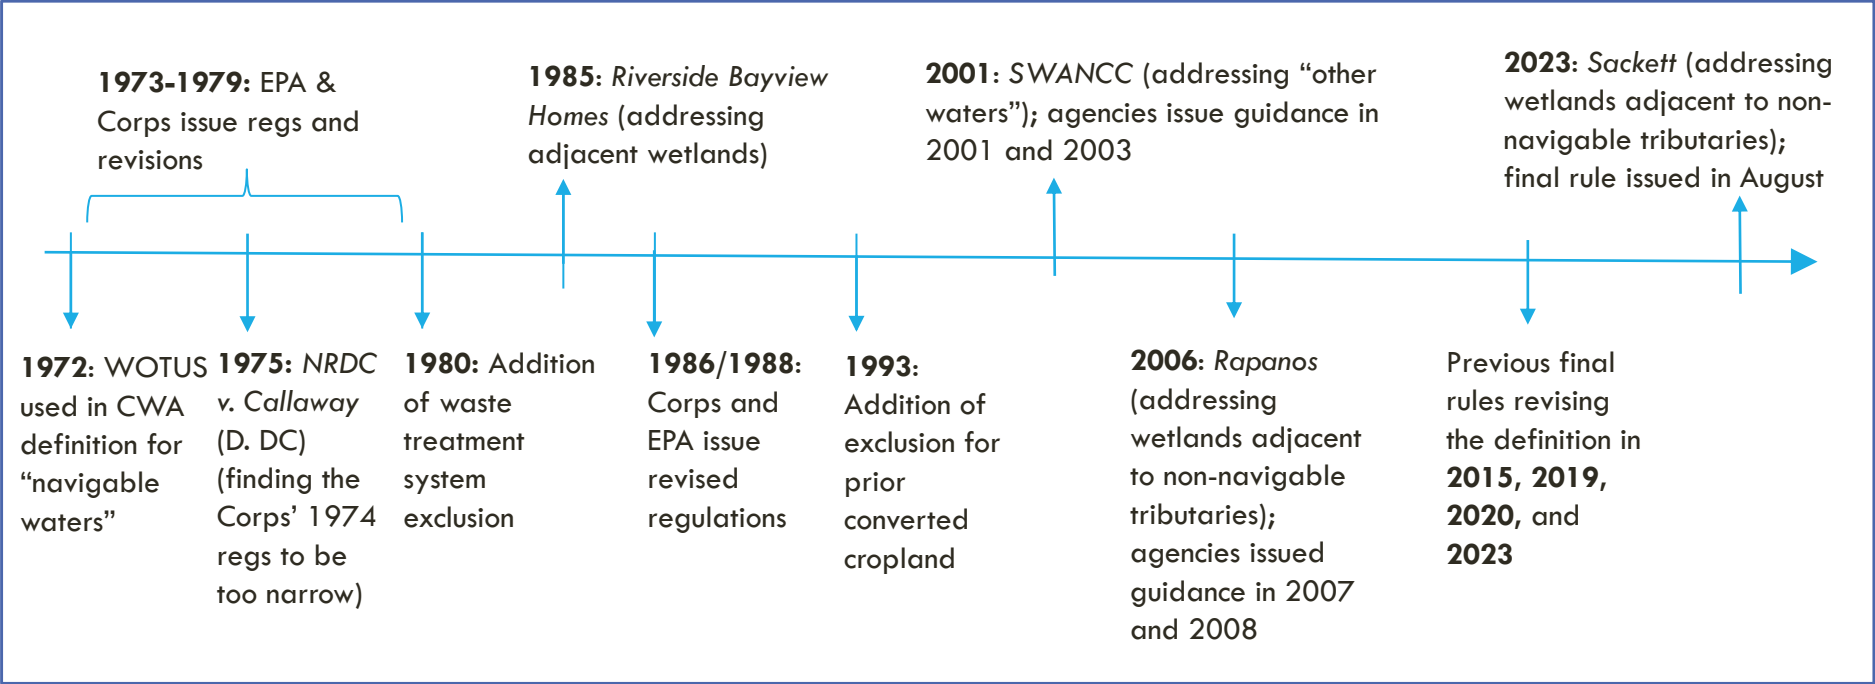 1973-1979: EPA &
Corps issue regs and
revisions
1985: Riverside Bayview
Homes (addressing
adjacent wetlands)
2001: SWANCC (addressing “other
waters”); agencies issue guidance in
2001 and 2003
2023: Sackett (addressing
wetlands adjacent to non-
navigable tributaries);
final rule issued in August
1972: WOTUS
used in CWA
definition for
“navigable
waters”
1975: NRDC
v. Callaway
(D. DC)
(finding the
Corps’ 1974
regs to be
too narrow)
1980: Addition
of waste
treatment
system
exclusion
1986/1988:
Corps and
EPA issue
revised
regulations
1993:
Addition of
exclusion for
prior
converted
cropland
2006: Rapanos
(addressing
wetlands adjacent
to non-navigable
tributaries);
agencies issued
guidance in 2007
and 2008
Previous final
rules revising
the definition in
2015, 2019,
2020, and
2023